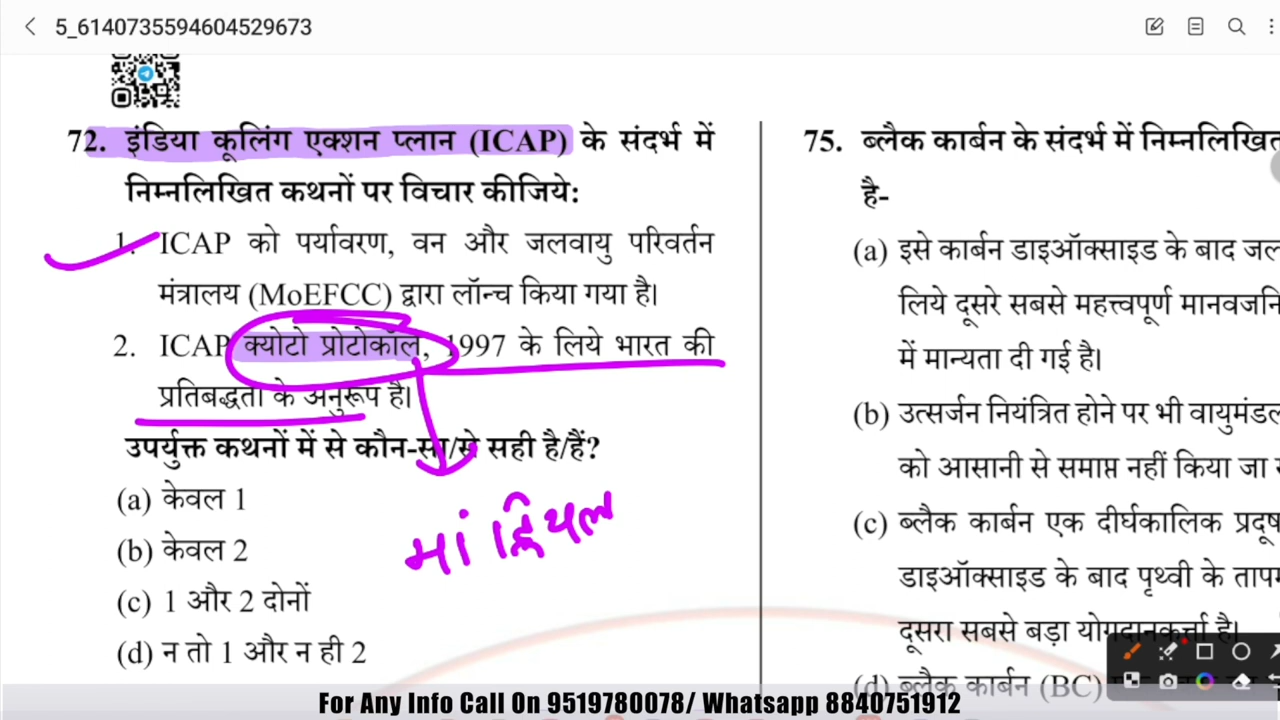 5_6140735594604529673
72. इंडिया कूलिंग एक्शन प्लान (ICAP) के संदर्भ में
निम्नलिखित कथनों पर विचार कीजिये:
1. ICAP को पर्यावरण, वन और जलवायु परिवर्तन
मंत्रालय (MoEFCC) द्वारा लॉन्च किया गया है।
2. ICAP क्योटो प्रोटोकॉल, 1997 के लिये भारत की
प्रतिबद्धता के अनुरूप है।
उपर्युक्त कथनों में से कौन-सा/से सही है/हैं?
(a) केवल 1
(b) केवल 2
(c) 1 और 2 दोनों
(d) न तो 1 और न ही 2
मांट्रियल
75. ब्लैक कार्बन के संदर्भ में निम्नलिखित
है-
(a) इसे कार्बन डाइऑक्साइड के बाद जल
लिये दूसरे सबसे महत्त्वपूर्ण मानवजनि
में मान्यता दी गई है।
(b) उत्सर्जन नियंत्रित होने पर भी वायुमंडल
को आसानी से समाप्त नहीं किया जा
(c) ब्लैक कार्बन एक दीर्घकालिक प्रदूष
डाइऑक्साइड के बाद पृथ्वी के ताप
दूसरा सबसे बड़ा योगदानकर्त्ता है।
(d) ब्लैक कार्बन (BC)
For Any Info Call On 9519780078/ Whatsapp 8840751912